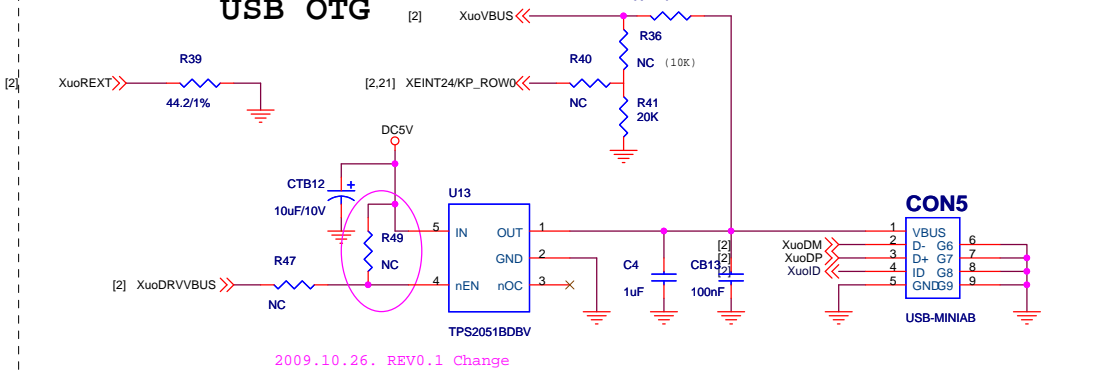 USB OTG
[2]
XuoVBUS
R36
NC (10K)
R39
44.2/1%
[2]
XuoREXT
R40
NC
[2,21]
XEINT24/KP_ROW0
R41
20K
DC5V
CTB12
10uF/10V
U13
R49
NC
5
IN
OUT
1
GND
2
R47
NC
[2]
XuoDRVVBUS
4
nEN
nOC
3
TPS2051BDBV
C4
1uF
[2]
[2]
[2]
CB13
100nF
CON5
1
VBUS
XuoDM
2
D-
G6
6
XuoDP
3
D+
G7
7
XuoID
4
ID
G8
8
5
GND
G9
9
USB-MINIAB
2009.10.26. REV0.1 Change